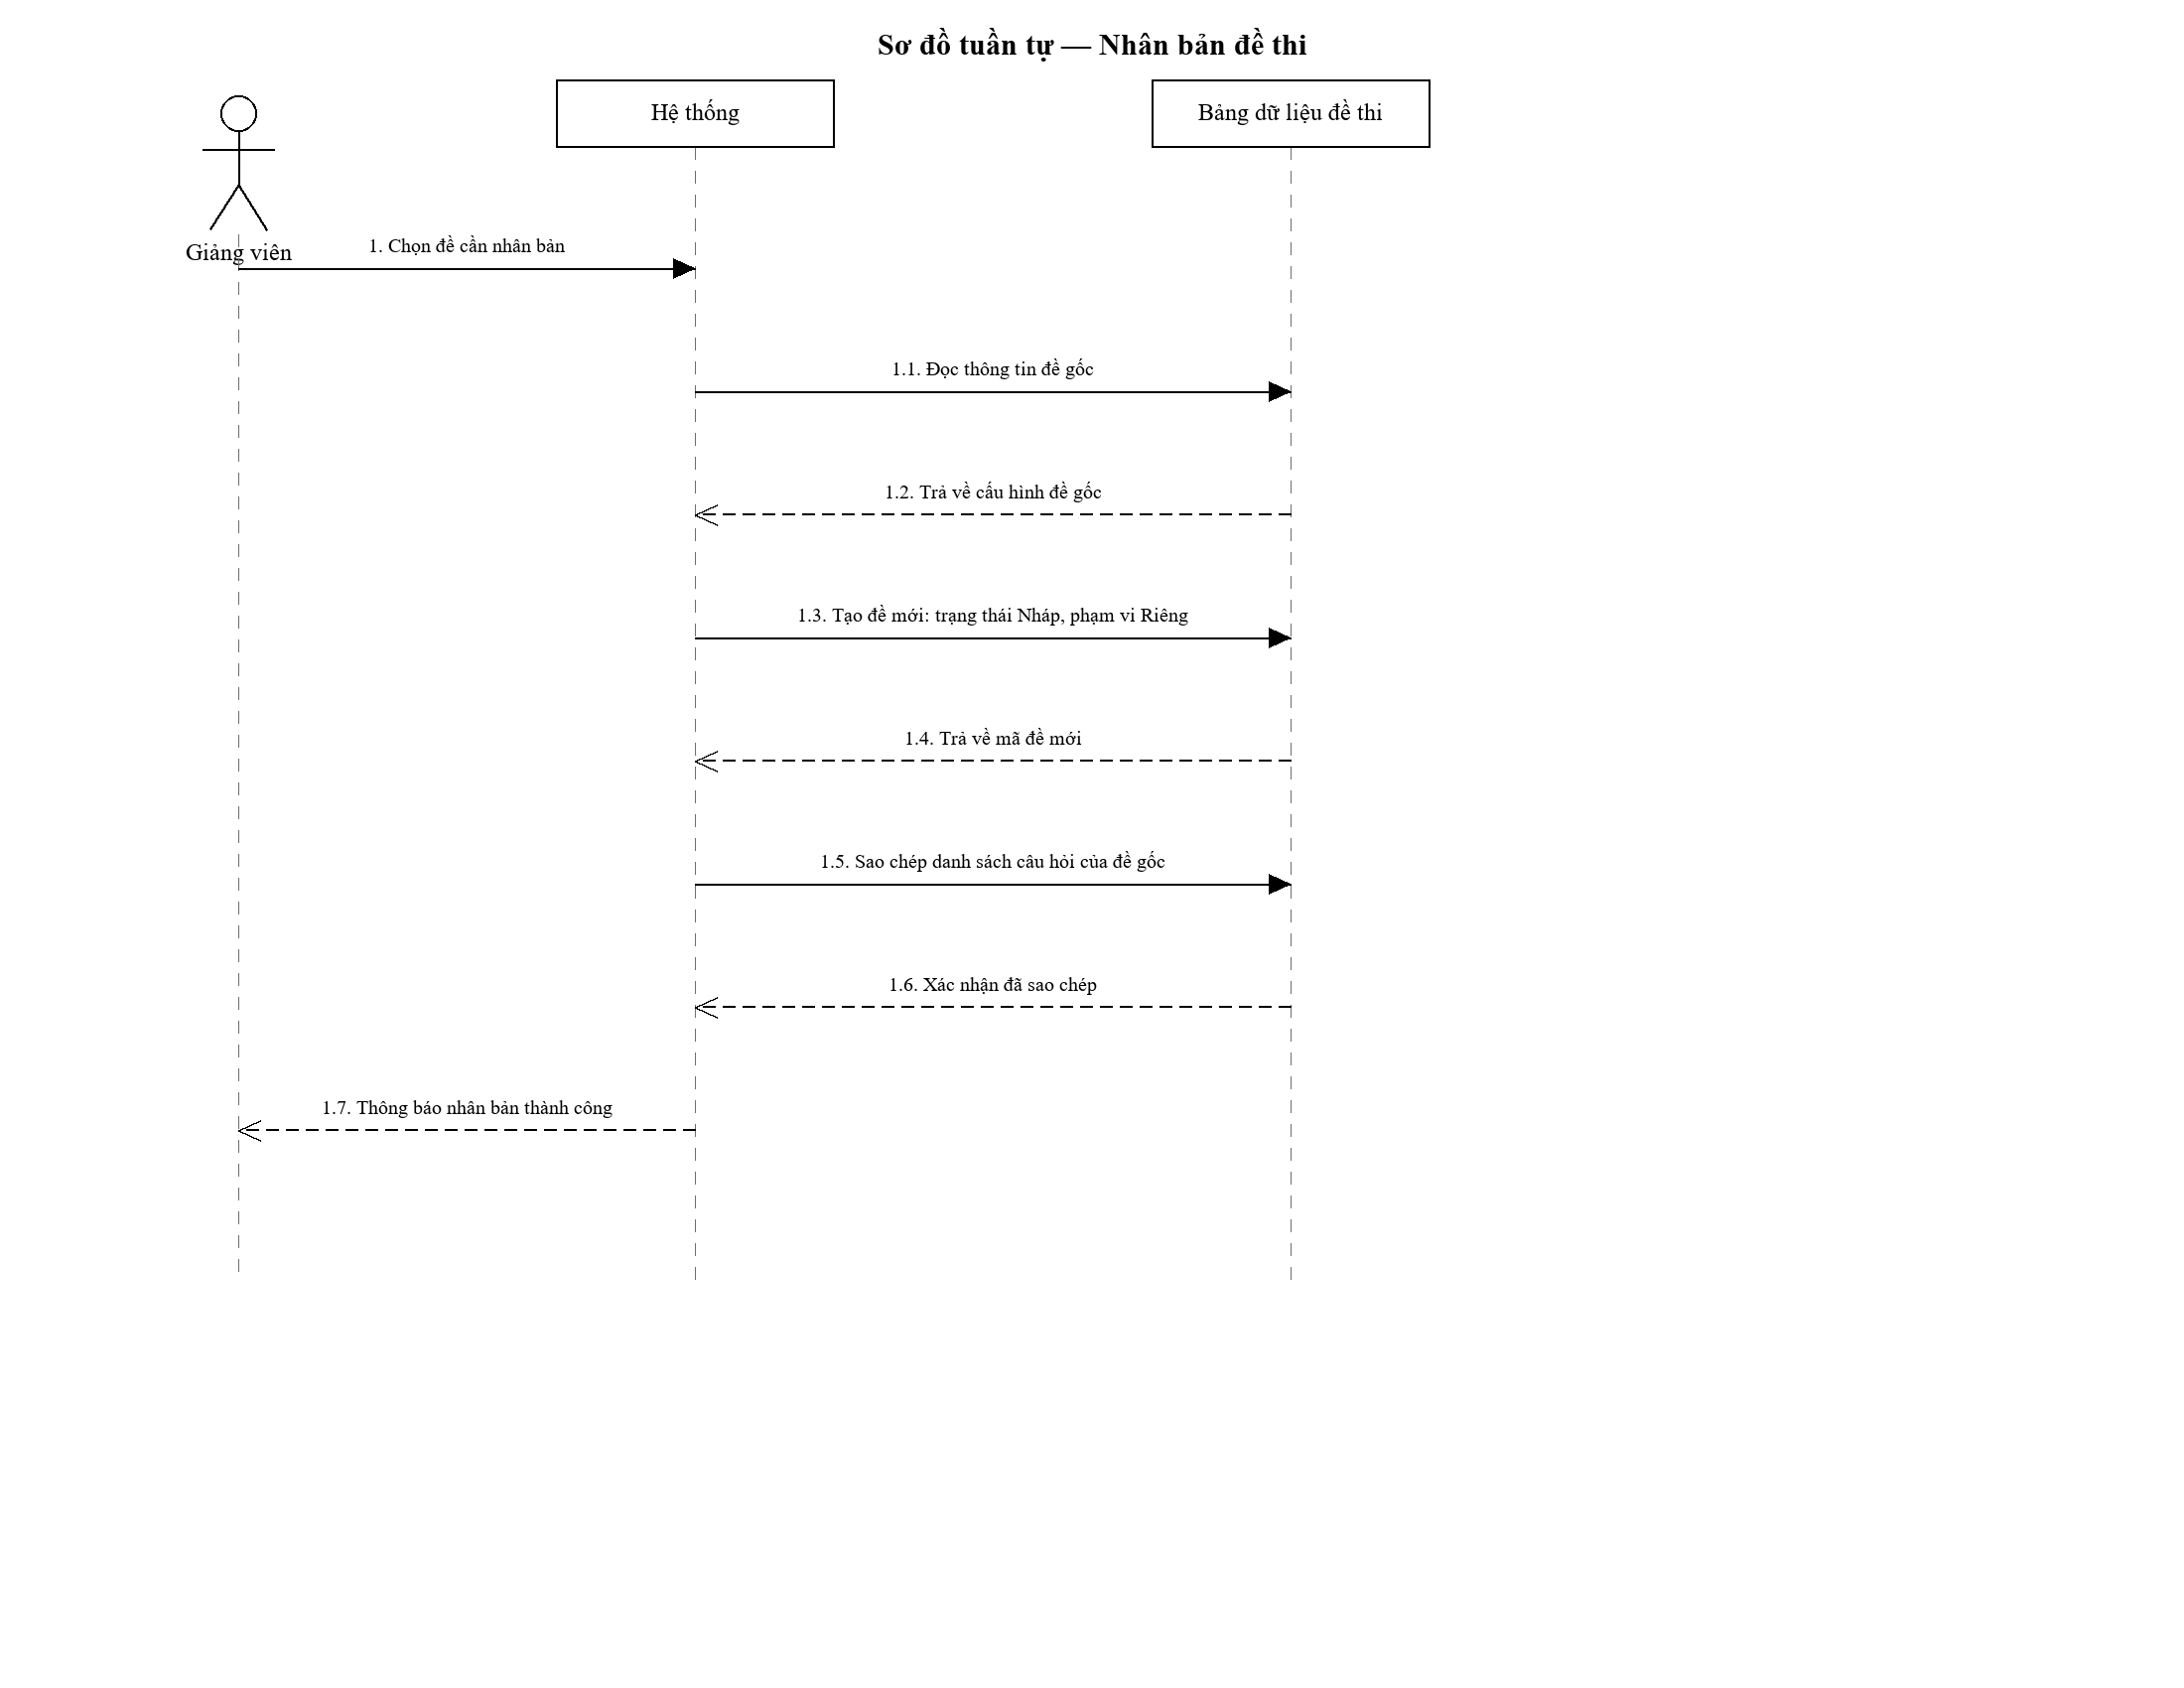 Sơ đồ tuần tự — Nhân bản đề thi
Hệ thống
Bảng dữ liệu đề thi
Giảng viên
1. Chọn đề cần nhân bản
1.1. Đọc thông tin đề gốc
1.2. Trả về cấu hình đề gốc
1.3. Tạo đề mới: trạng thái Nháp, phạm vi Riêng
1.4. Trả về mã đề mới
1.5. Sao chép danh sách câu hỏi của đề gốc
1.6. Xác nhận đã sao chép
1.7. Thông báo nhân bản thành công